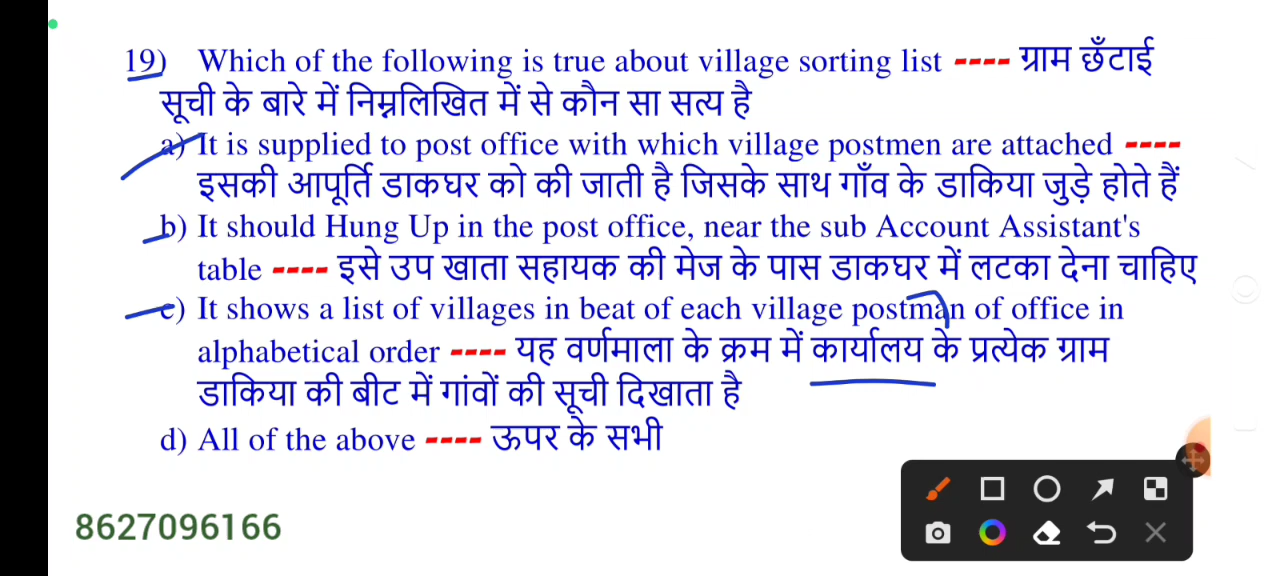 19) Which of the following is true about village sorting list ---- ग्राम छँटाई
सूची के बारे में निम्नलिखित में से कौन सा सत्य है
a) It is supplied to post office with which village postmen are attached ----
इसकी आपूर्ति डाकघर को की जाती है जिसके साथ गाँव के डाकिया जुड़े होते हैं
b) It should Hung Up in the post office, near the sub Account Assistant's
table ---- इसे उप खाता सहायक की मेज के पास डाकघर में लटका देना चाहिए
c) It shows a list of villages in beat of each village postman of office in
alphabetical order ---- यह वर्णमाला के क्रम में कार्यालय के प्रत्येक ग्राम
डाकिया की बीट में गांवों की सूची दिखाता है
d) All of the above ---- ऊपर के सभी
8627096166